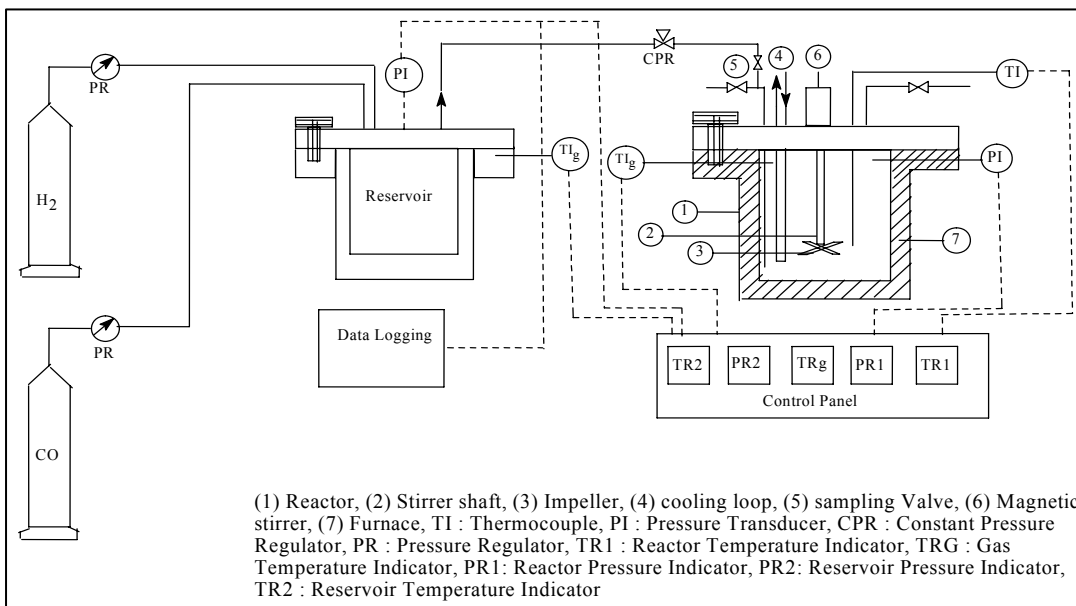 PR
PI
CPR
5
4
6
TI
H2
Reservoir
TIg
TIg
PI
1
2
3
7
PR
Data Logging
TR2
PR2
TRg
PR1
TR1
Control Panel
CO
(1) Reactor, (2) Stirrer shaft, (3) Impeller, (4) cooling loop, (5) sampling Valve, (6) Magnetic
stirrer, (7) Furnace, TI : Thermocouple, PI : Pressure Transducer, CPR : Constant Pressure
Regulator, PR : Pressure Regulator, TR1 : Reactor Temperature Indicator, TRG : Gas
Temperature Indicator, PR1: Reactor Pressure Indicator, PR2: Reservoir Pressure Indicator,
TR2 : Reservoir Temperature Indicator